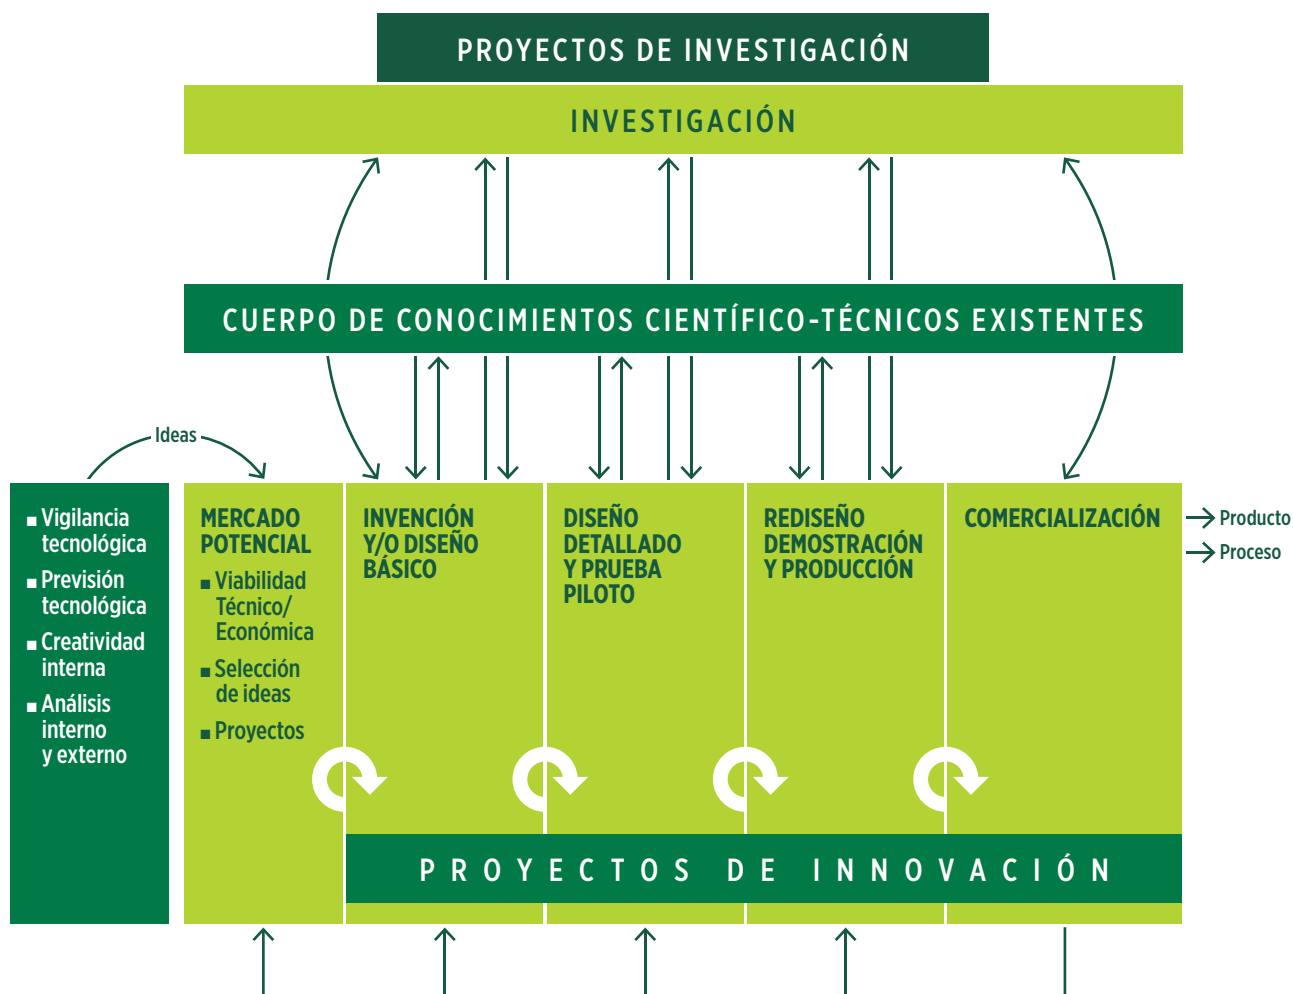 PROYECTOS DE INVESTIGACIÓN
INVESTIGACIÓN
CUERPO DE CONOCIMIENTOS CIENTÍFICO-TÉCNICOS EXISTENTES
Ideas
■ Vigilancia
tecnológica
■ Previsión
tecnológica
■ Creatividad
interna
■ Análisis
interno
y externo
MERCADO
POTENCIAL
■ Viabilidad
Técnico/
Económica
■ Selección
de ideas
■ Proyectos
INVENCIÓN
Y/O DISEÑO
BÁSICO
DISEÑO
DETALLADO
Y PRUEBA
PILOTO
REDISEÑO
DEMOSTRACIÓN
Y PRODUCCIÓN
COMERCIALIZACIÓN
Producto
Proceso
PROYECTOS DE INNOVACIÓN